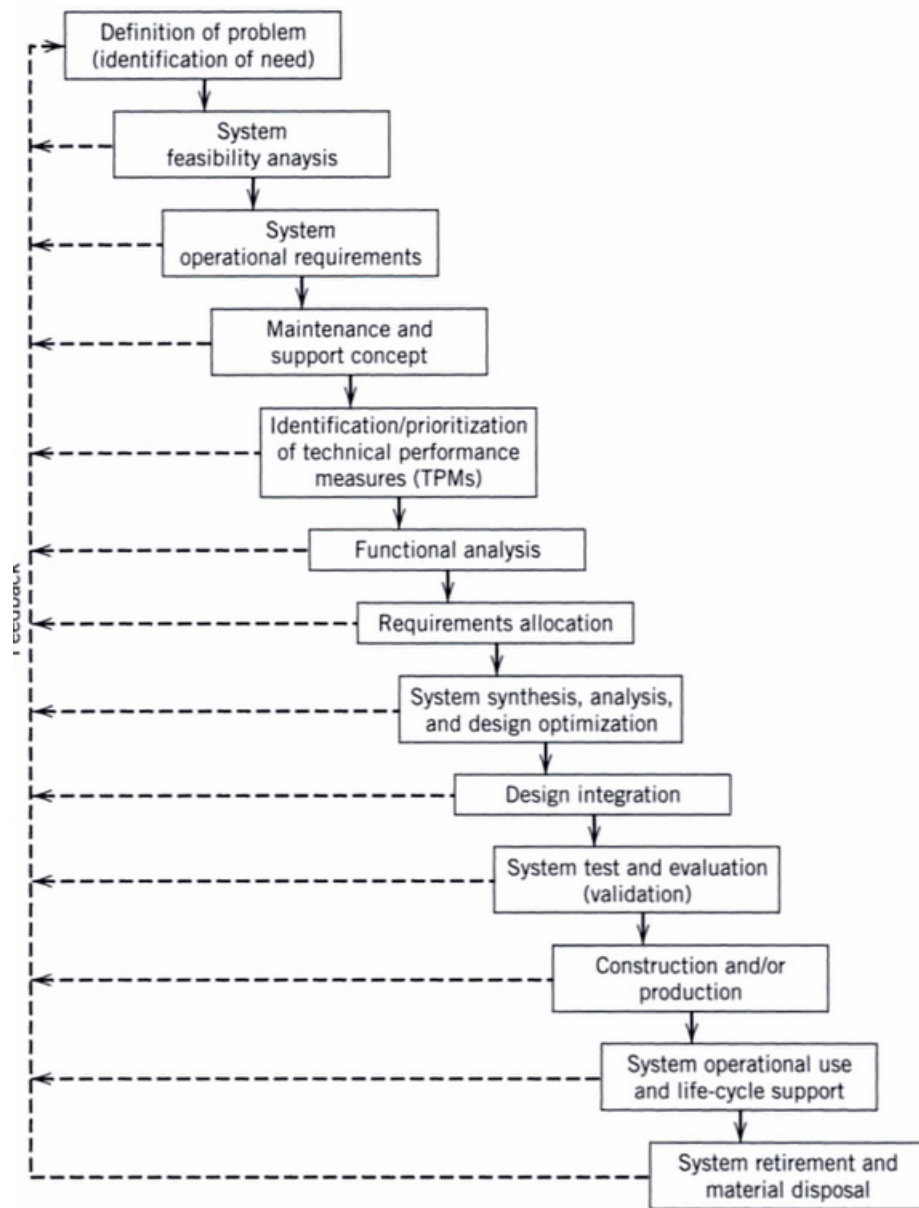 Definition of problem
(identification of need)
System
feasibility anaysis
System
operational requirements
Maintenance and
support concept
Identification/prioritization
of technical performance
measures (TPMs)
Functional analysis
Feedback
Requirements allocation
System synthesis, analysis,
and design optimization
Design integration
System test and evaluation
(validation)
Construction and/or
production
System operational use
and life-cycle support
System retirement and
material disposal